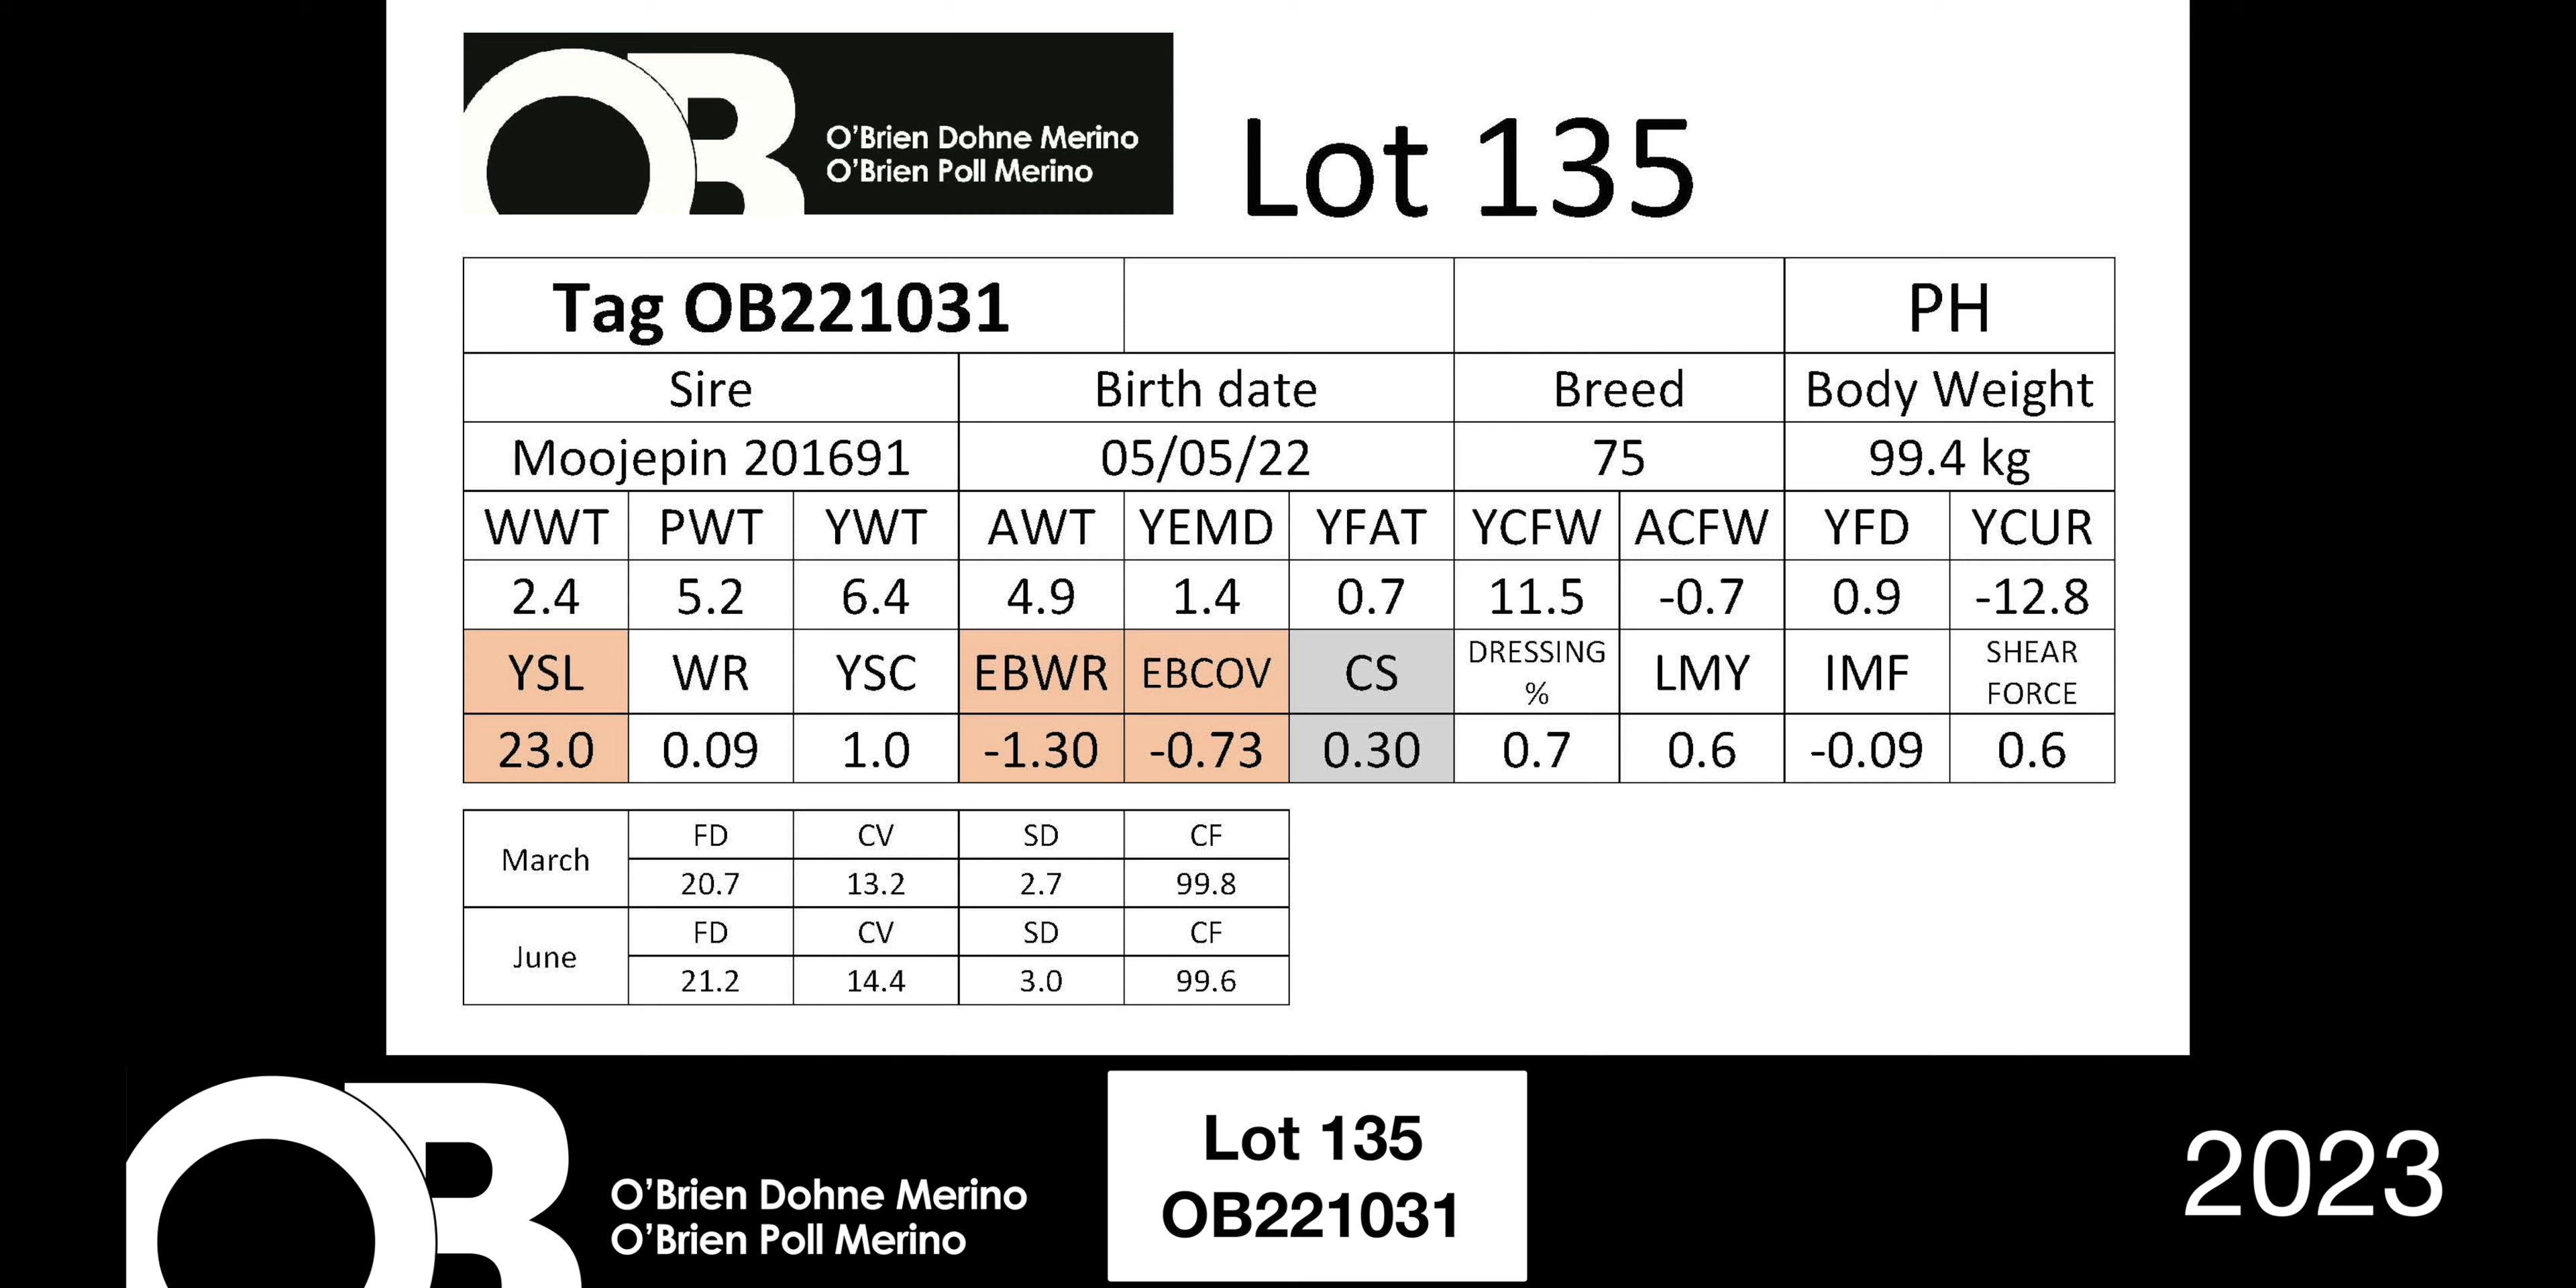 OB
O'Brien Dohne Merino
O'Brien Poll Merino
Lot 135
Tag OB221031 PH
Sire Birth date Breed Body Weight
Moojepin 201691 05/05/22 75 99.4 kg
WWT PWT YWT AWT YEMD YFAT YCFW ACFW YFD YCUR
2.4 5.2 6.4 4.9 1.4 0.7 11.5 -0.7 0.9 -12.8
YSL WR YSC EBWR EBCOV CS DRESSING % LMY IMF SHEAR FORCE
23.0 0.09 1.0 -1.30 -0.73 0.30 0.7 0.6 -0.09 0.6
March FD CV SD CF
20.7 13.2 2.7 99.8
June FD CV SD CF
21.2 14.4 3.0 99.6
OB
O'Brien Dohne Merino
O'Brien Poll Merino
Lot 135
OB221031
2023